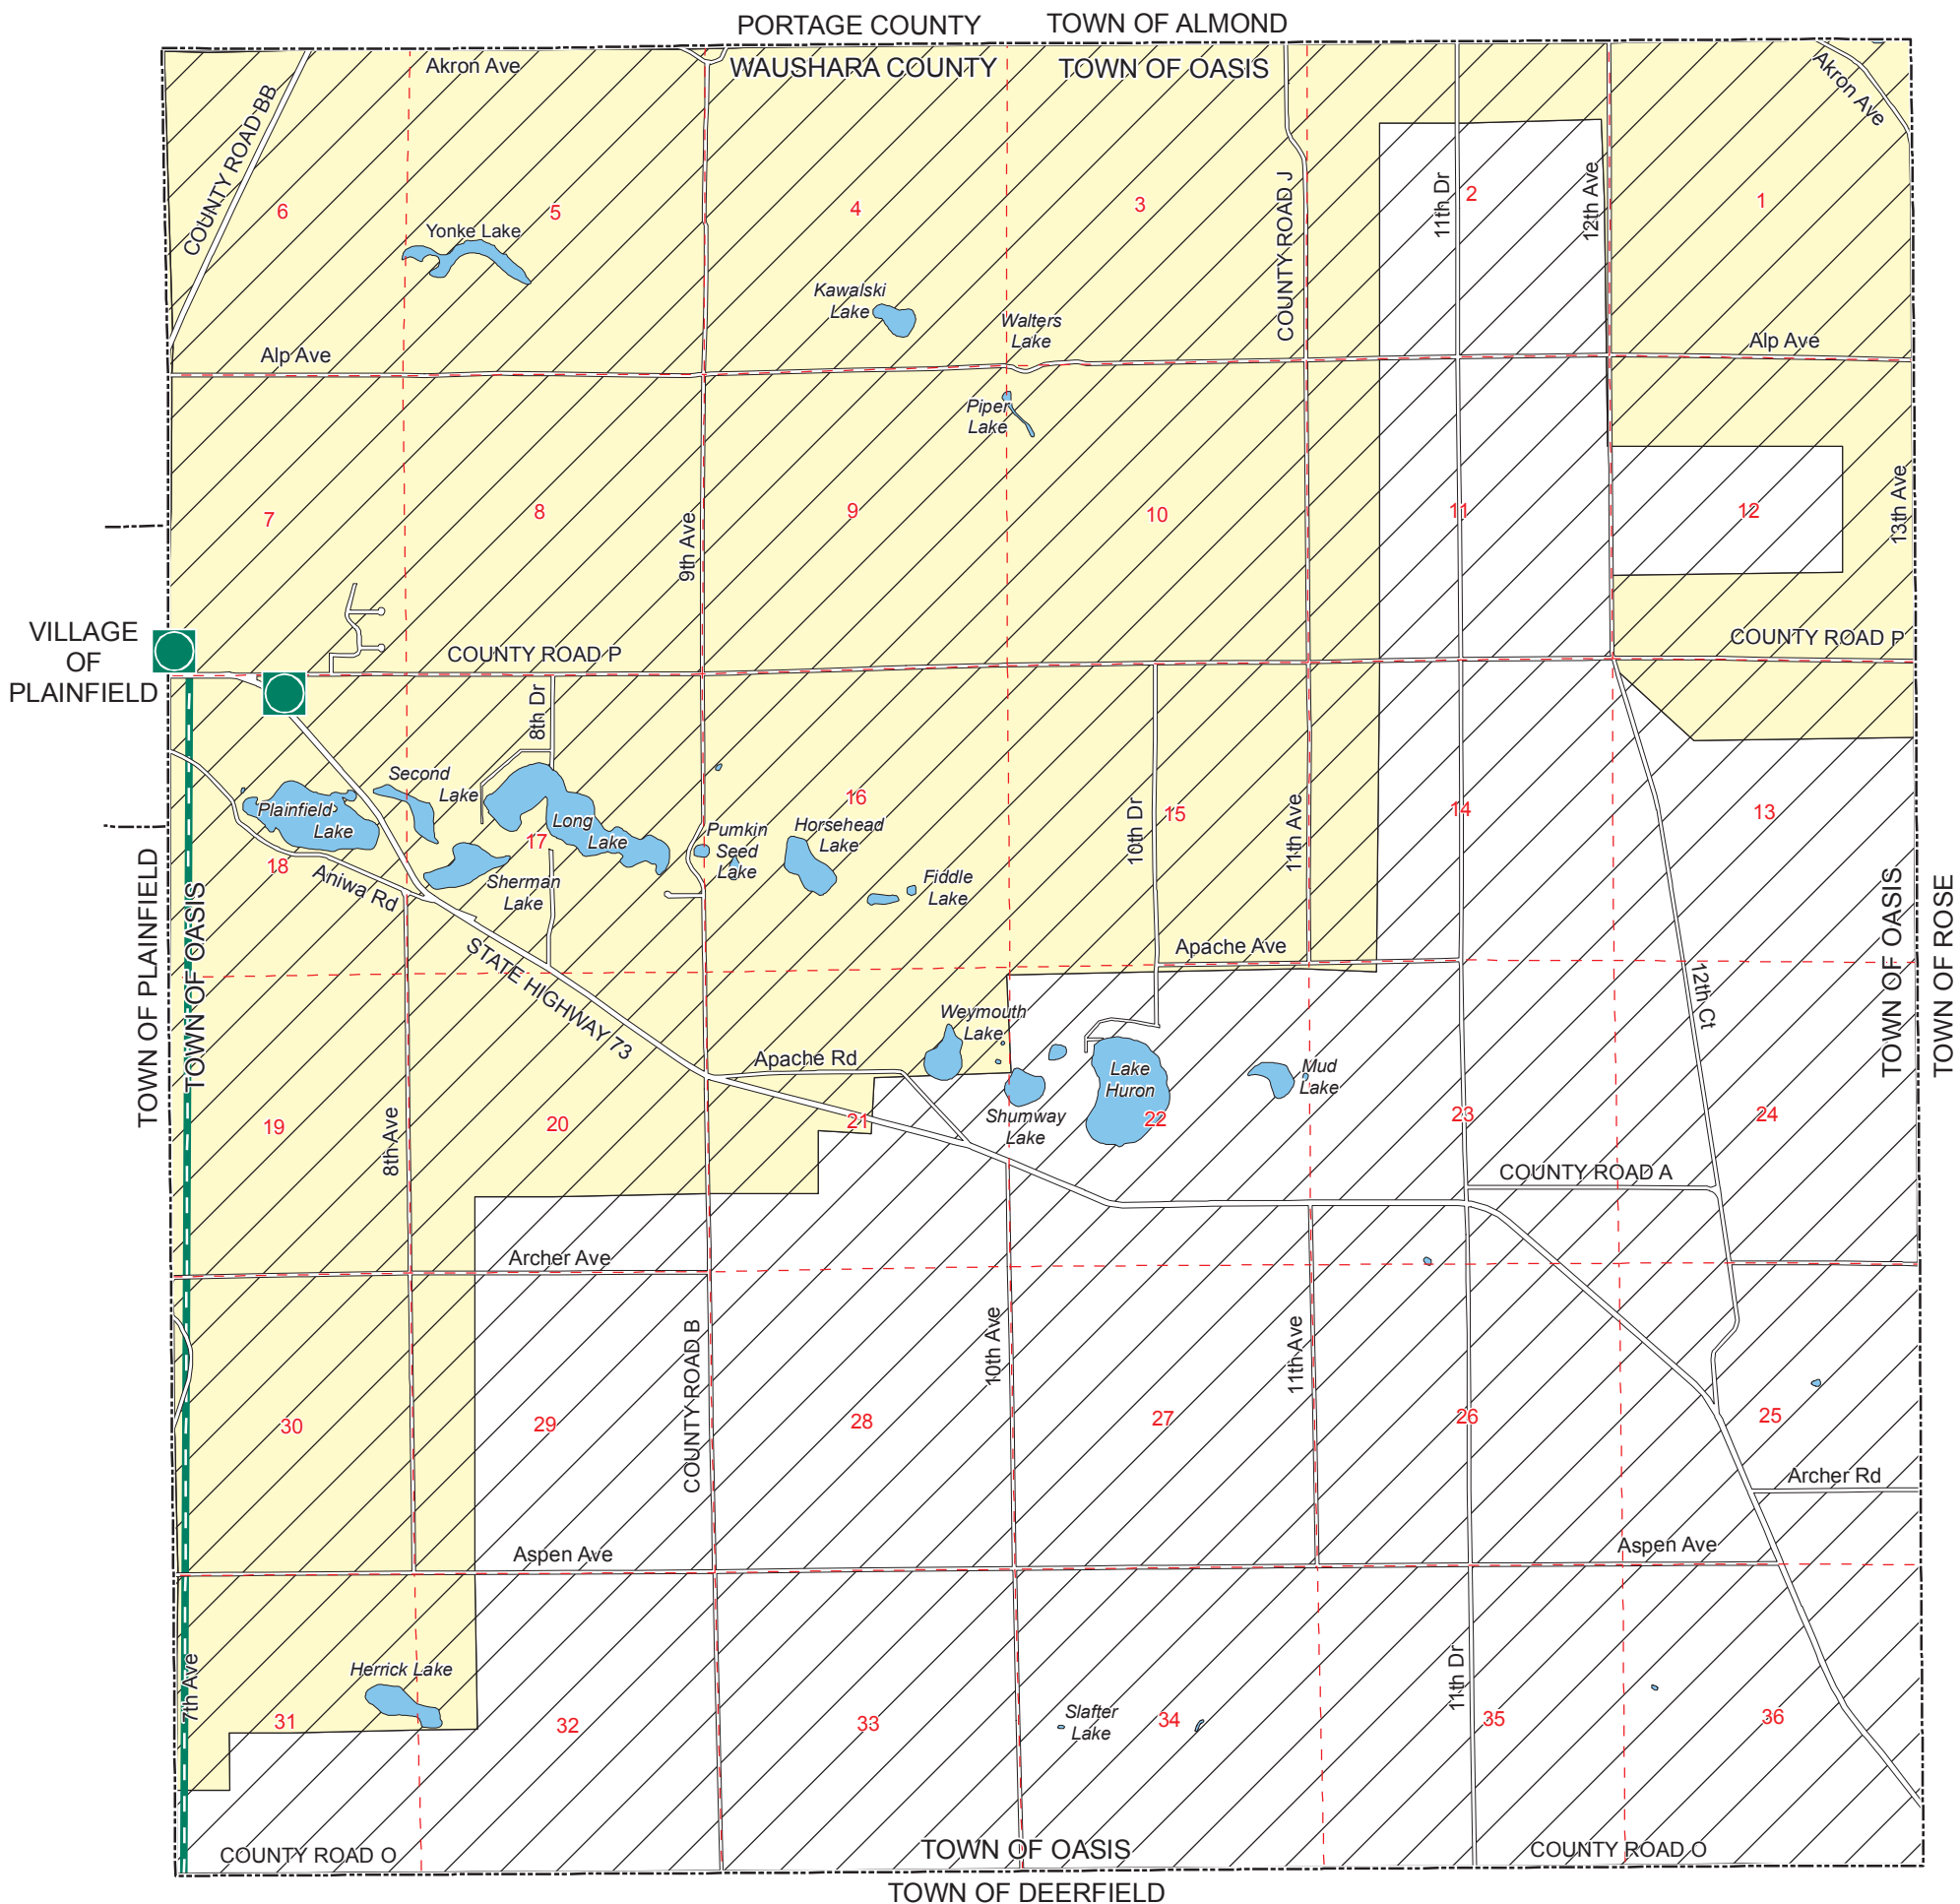 PORTAGE COUNTY
TOWN OF ALMOND
WAUSHARA COUNTY
TOWN OF OASIS
Akron Ave
Akron Ave
COUNTY ROAD BB
6
5
4
3
2
1
COUNTY ROAD J
11th Dr
12th Ave
Yonke Lake
Kawalski
Lake
Walters
Lake
Alp Ave
Alp Ave
Piper
Lake
7
8
9
10
11
12
9th Ave
13th Ave
VILLAGE
OF
PLAINFIELD
COUNTY ROAD P
COUNTY ROAD P
8th Dr
Second
Lake
Plainfield
Lake
Long
Lake
Pumkin
Seed
Lake
Horsehead
Lake
Fiddle
Lake
Sherman
Lake
18
17
16
15
14
13
10th Dr
11th Ave
Aniwa Rd
STATE HIGHWAY 73
Apache Ave
12th Ct
TOWN OF PLAINFIELD
TOWN OF OASIS
TOWN OF OASIS
TOWN OF ROSE
Weymouth
Lake
Apache Rd
Lake
Huron
Mud
Lake
Shumway
Lake
19
20
21
22
23
24
8th Ave
COUNTY ROAD A
Archer Ave
COUNTY ROAD B
10th Ave
11th Ave
30
29
28
27
26
25
Archer Rd
Aspen Ave
Aspen Ave
7th Ave
Herrick Lake
Slafter
Lake
11th Dr
31
32
33
34
35
36
COUNTY ROAD O
TOWN OF OASIS
COUNTY ROAD O
TOWN OF DEERFIELD